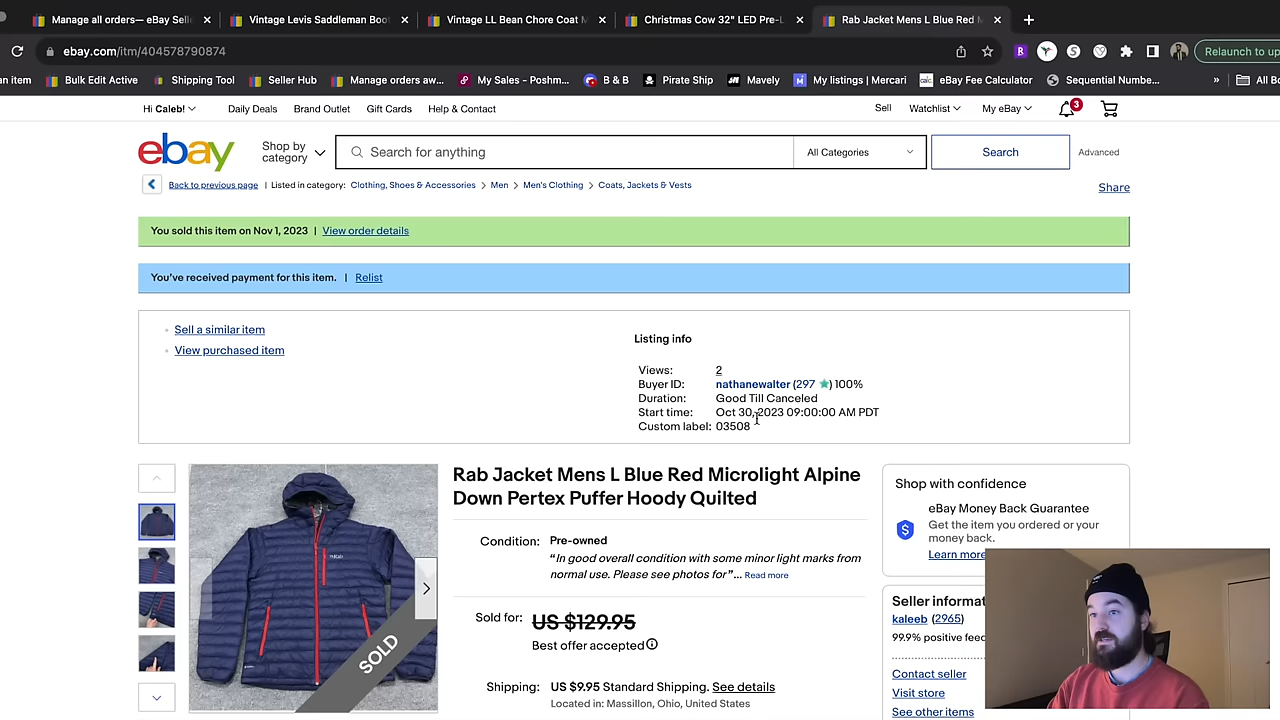 Manage all orders— eBay Sell
Vintage Levis Saddleman Boot
Vintage LL Bean Chore Coat M
Christmas Cow 32" LED Pre-L
Rab Jacket Mens L Blue Red M
ebay.com/itm/404578790874
Relaunch to up
an item
Bulk Edit Active
Shipping Tool
Seller Hub
Manage orders aw...
My Sales – Poshm...
B & B
Pirate Ship
Mavely
My listings | Mercari
eBay Fee Calculator
Sequential Numbe...
»
All Bo
Hi Caleb!
Daily Deals
Brand Outlet
Gift Cards
Help & Contact
Sell
Watchlist
My eBay
3
ebay
Shop by
category
Search for anything
All Categories
Search
Advanced
Back to previous page | Listed in category: Clothing, Shoes & Accessories > Men > Men's Clothing > Coats, Jackets & Vests
Share
You sold this item on Nov 1, 2023 | View order details
You've received payment for this item. | Relist
Sell a similar item
View purchased item
Listing info
Views: 2
Buyer ID: nathanewalter (297 ) 100%
Duration: Good Till Canceled
Start time: Oct 30, 2023 09:00:00 AM PDT
Custom label: 03508
Rab Jacket Mens L Blue Red Microlight Alpine
Down Pertex Puffer Hoody Quilted
Condition: Pre-owned
“In good overall condition with some minor light marks from
normal use. Please see photos for”... Read more
Sold for: US $129.95
Best offer accepted
Shipping: US $9.95 Standard Shipping. See details
Located in: Massillon, Ohio, United States
SOLD
Shop with confidence
eBay Money Back Guarantee
Get the item you ordered or your
money back.
Learn more
Seller informat
kaleeb (2965)
99.9% positive feed
Contact seller
Visit store
See other items